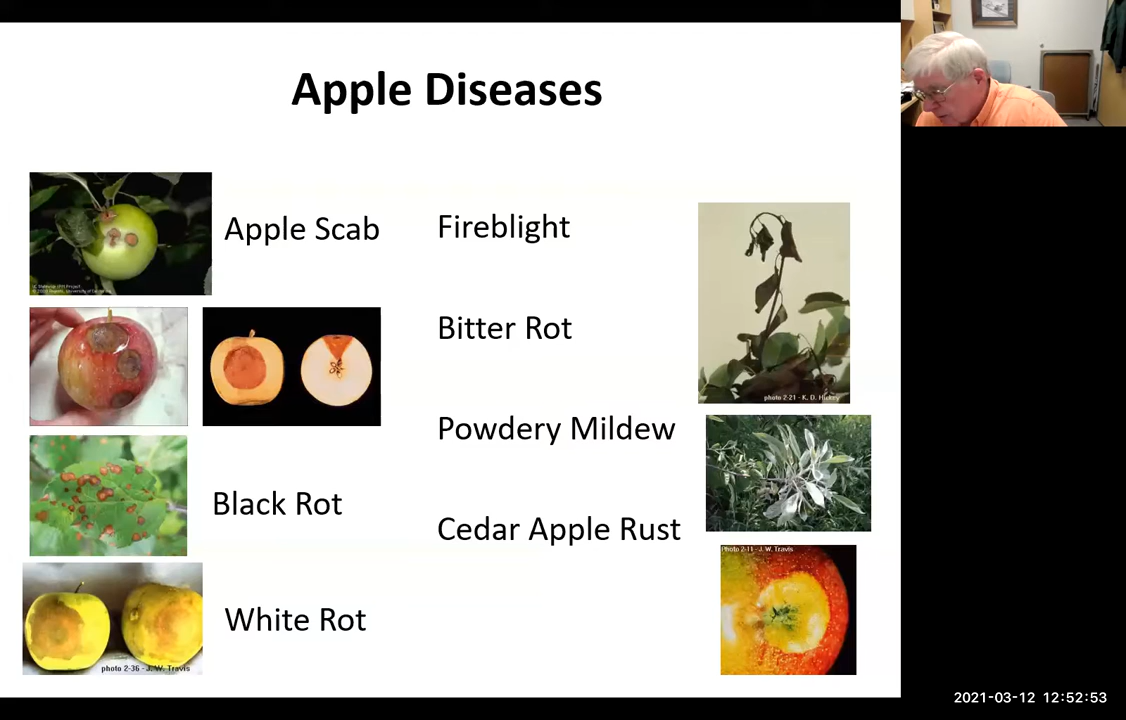 Apple Diseases
Apple Scab
Fireblight
Bitter Rot
Powdery Mildew
Black Rot
Cedar Apple Rust
White Rot
photo 2-21 - K. D. Hickey
Photo 2-11 - J. W. Travis
photo 2-36 - J. W. Travis
2021-03-12 12:52:53